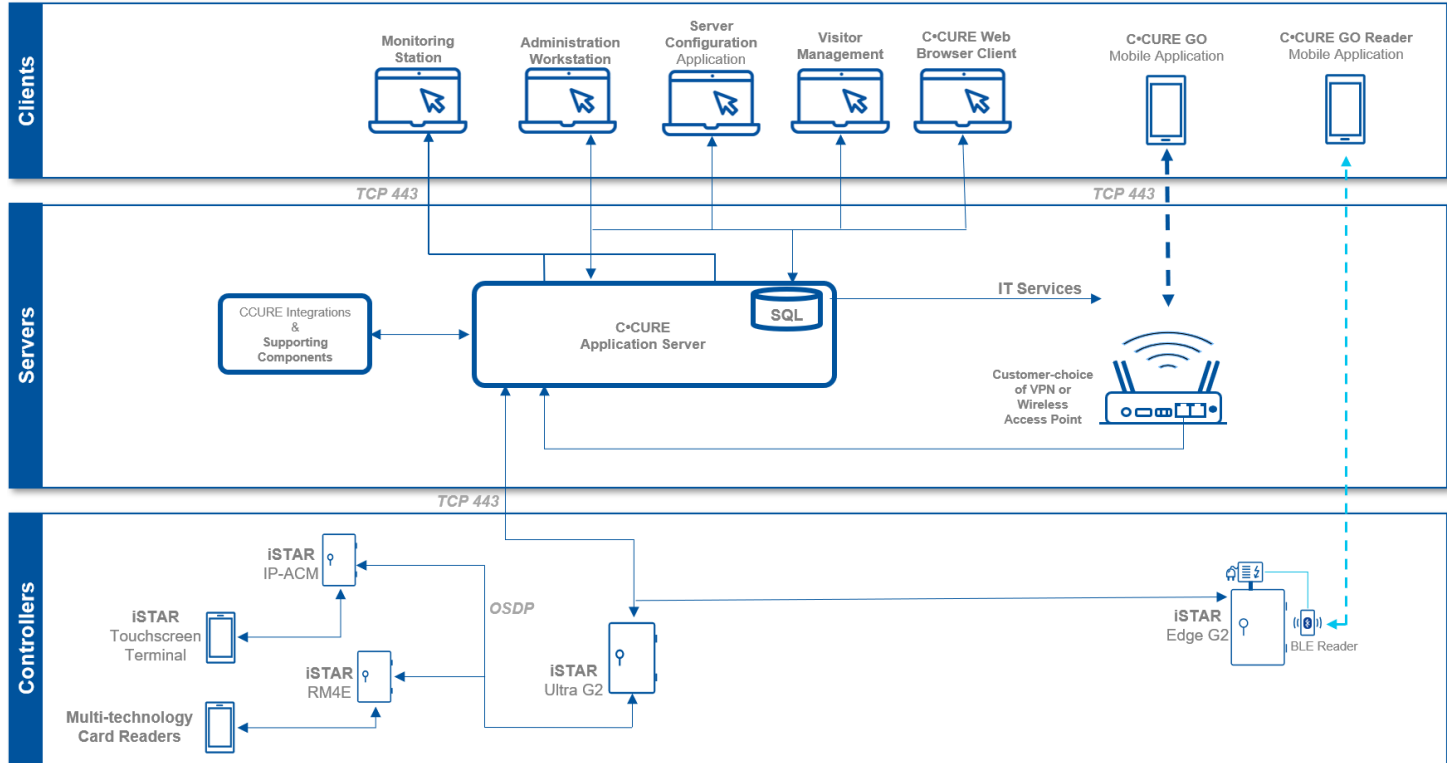 Clients
Monitoring
Station
Administration
Workstation
Server
Configuration
Application
Visitor
Management
C•CURE Web
Browser Client
C•CURE GO
Mobile Application
C•CURE GO Reader
Mobile Application
TCP 443
TCP 443
Servers
CCURE Integrations
&
Supporting
Components
C•CURE
Application Server
SQL
IT Services
Customer-choice
of VPN or
Wireless
Access Point
TCP 443
Controllers
iSTAR
IP-ACM
iSTAR
Touchscreen
Terminal
OSDP
iSTAR
RM4E
Multi-technology
Card Readers
iSTAR
Ultra G2
iSTAR
Edge G2
BLE Reader